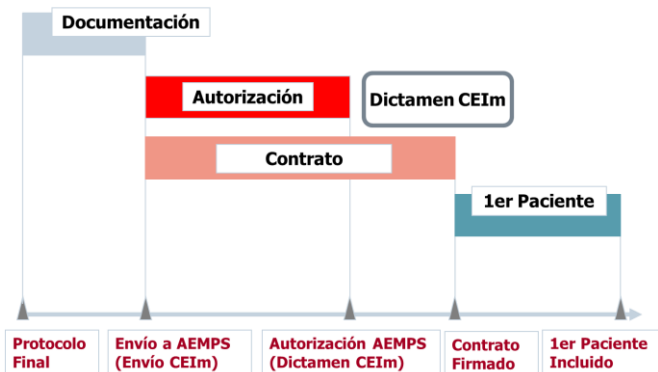 Documentación
Autorización
Dictamen CEIm
Contrato
1er Paciente
Protocolo
Final
Envío a AEMPS
(Envío CEIm)
Autorización AEMPS
(Dictamen CEIm)
Contrato
Firmado
1er Paciente
Incluido